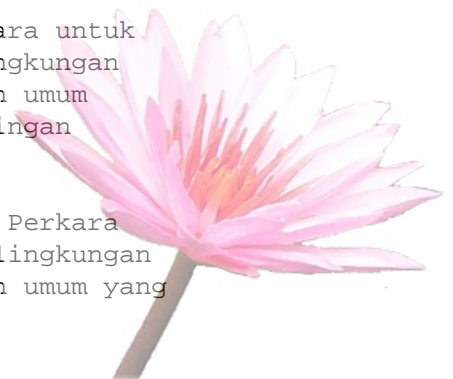 ara untuk
ngkungan
n umum
ingan
Perkara
lingkungan
n umum yang